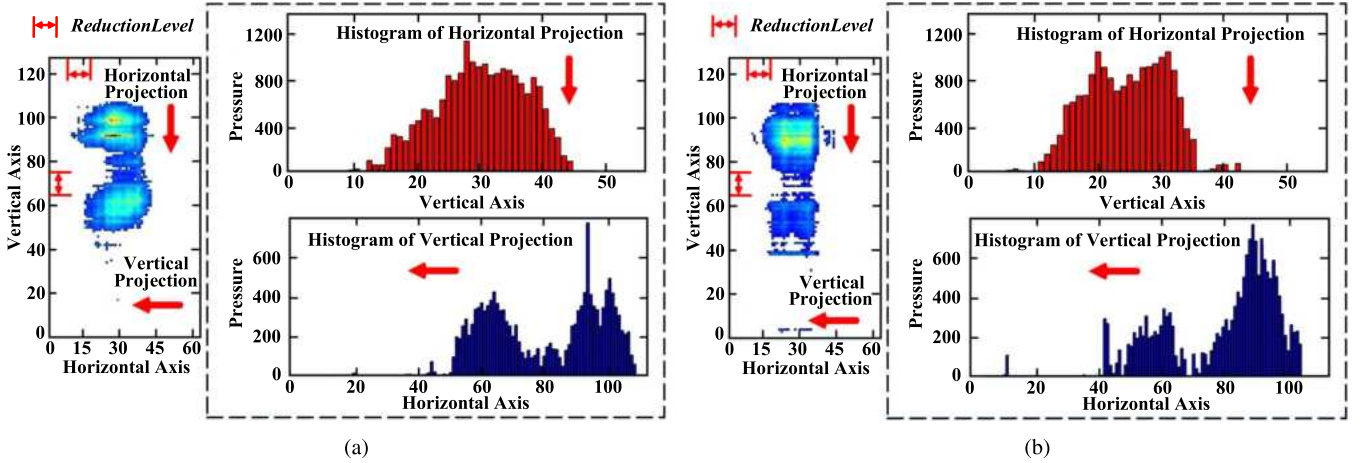 ReductionLevel
120
100
80
60
40
20
0
Vertical Axis
Horizontal
Projection
Vertical
Projection
0 15 30 45 60
Horizontal Axis
Histogram of Horizontal Projection
1200
800
400
0
Pressure
0 10 20 30 40 50
Vertical Axis
Histogram of Vertical Projection
600
400
200
0
Pressure
0 20 40 60 80 100
Horizontal Axis
(a)
ReductionLevel
120
100
80
60
40
20
0
Vertical Axis
Horizontal
Projection
Vertical
Projection
0 15 30 45 60
Horizontal Axis
Histogram of Horizontal Projection
1200
800
400
0
Pressure
0 10 20 30 40 50
Vertical Axis
Histogram of Vertical Projection
600
400
200
0
Pressure
0 20 40 60 80 100
Horizontal Axis
(b)